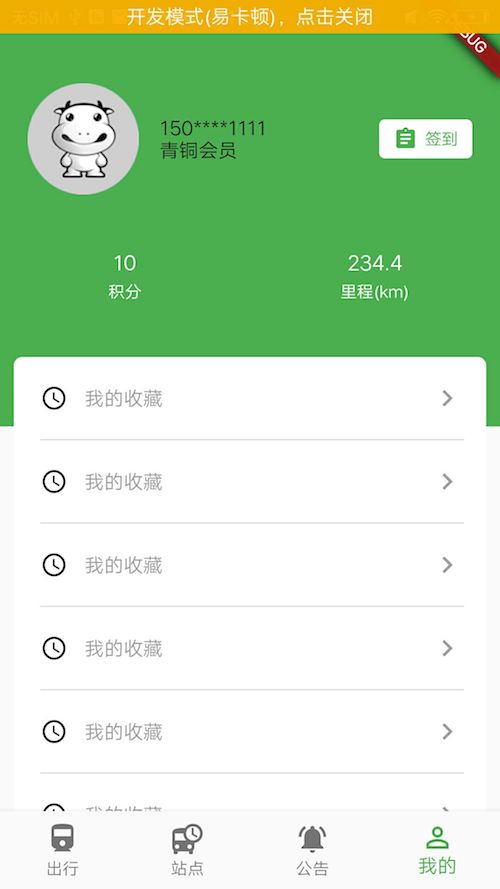 无SIM
开发模式(易卡顿)，点击关闭
150****1111
青铜会员
签到
10
积分
234.4
里程(km)
我的收藏
我的收藏
我的收藏
我的收藏
我的收藏
我的收藏
出行
站点
公告
我的